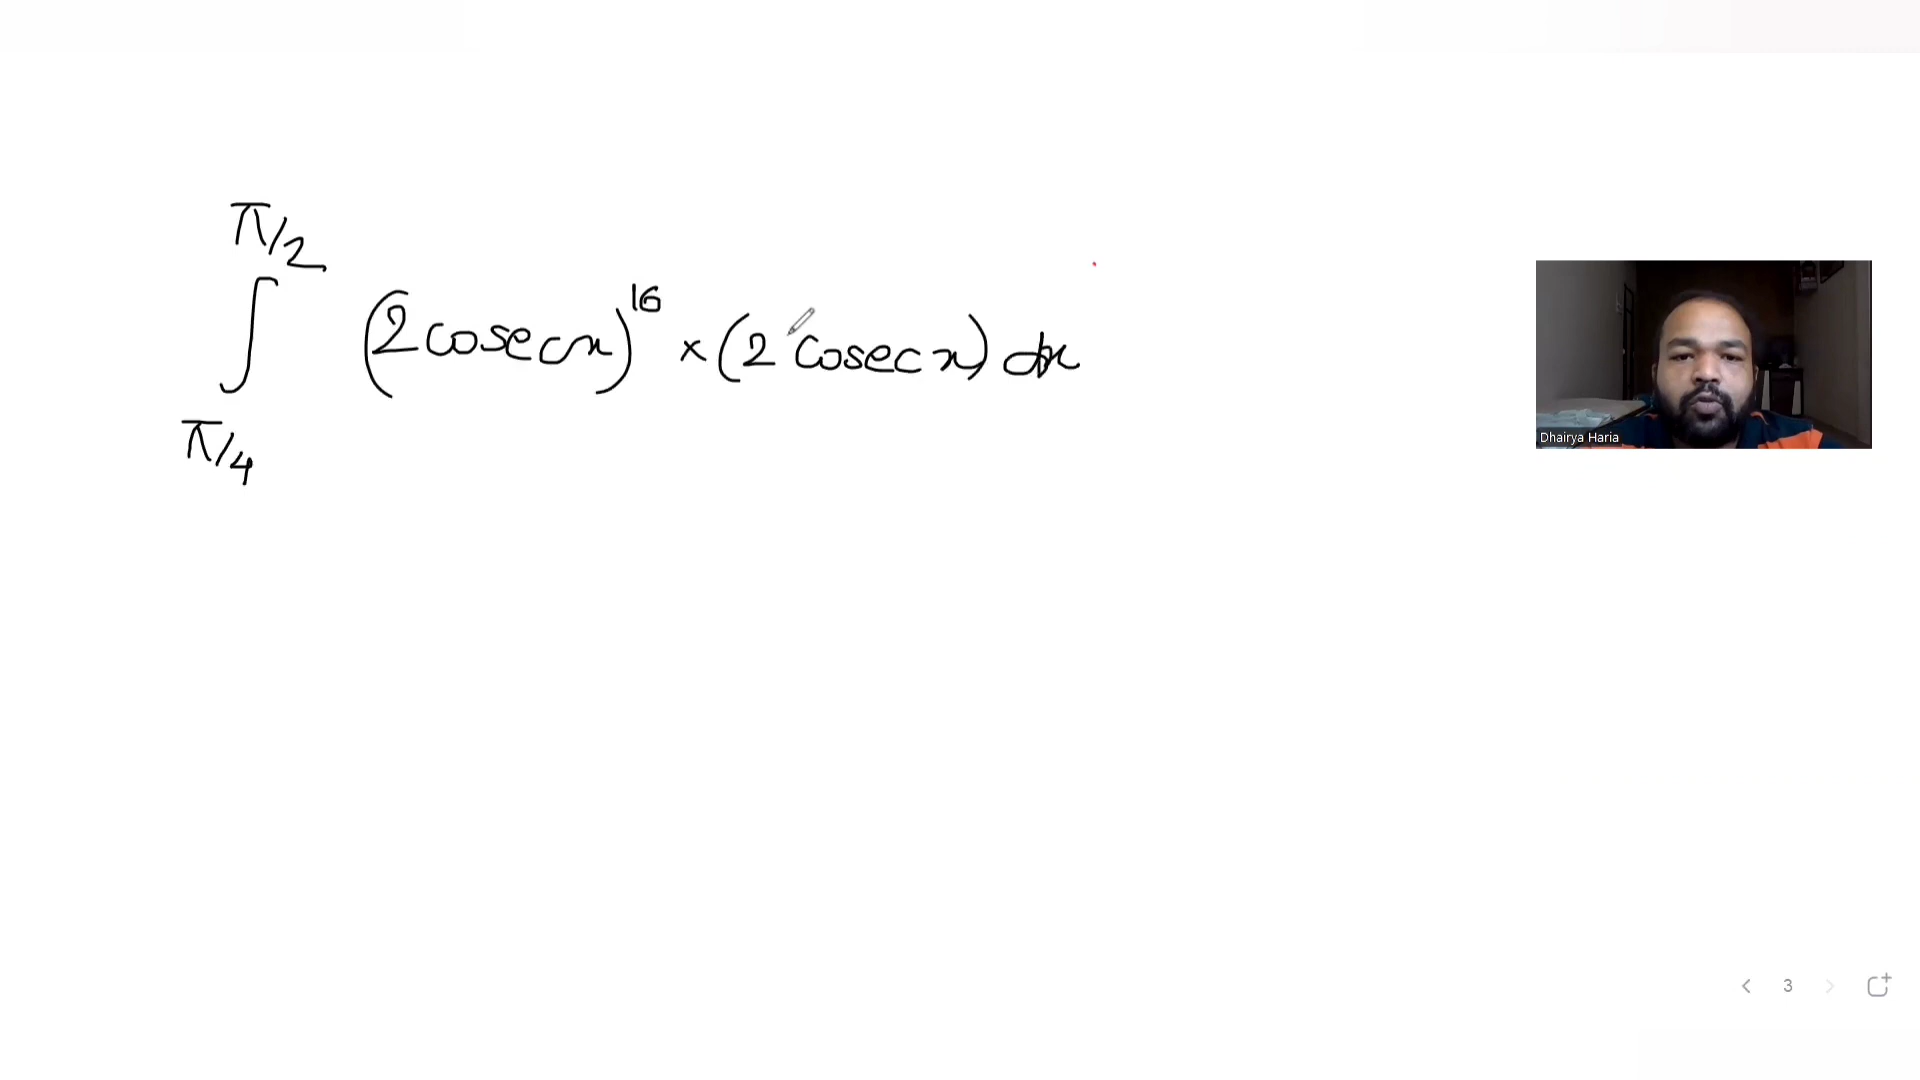 π/2
∫ (2cosecx)^16 × (2 cosec x) dx
π/4
Dhairya Haria
3